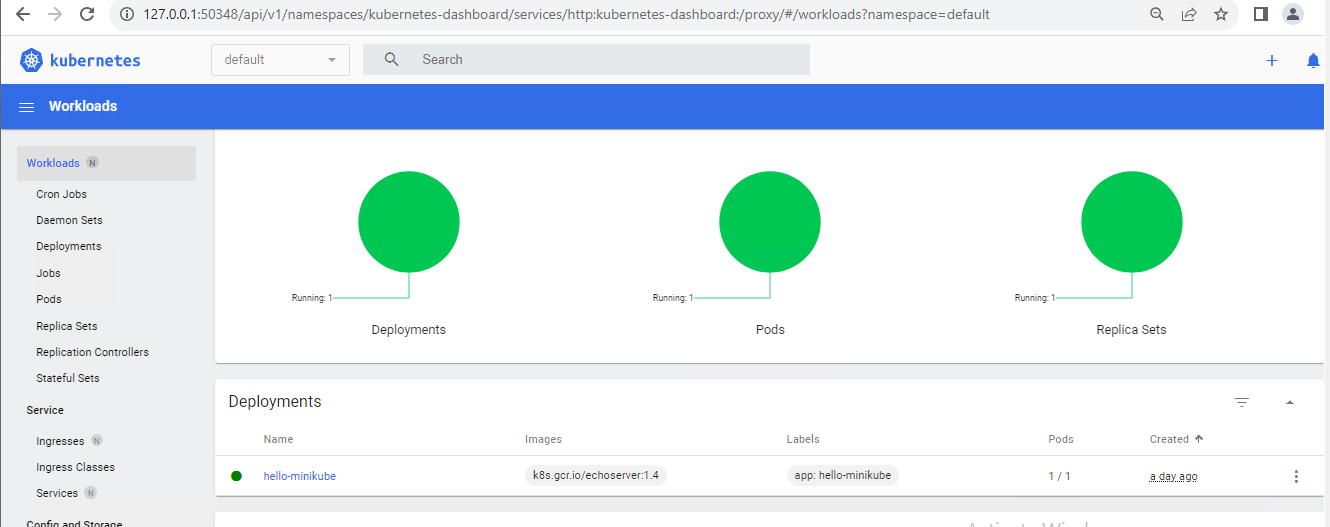 127.0.0.1:50348/api/v1/namespaces/kubernetes-dashboard/services/http:kubernetes-dashboard:/proxy/#/workloads?namespace=default
kubernetes
default
Search
Workloads
Workloads N
Cron Jobs
Daemon Sets
Deployments
Jobs
Pods
Replica Sets
Replication Controllers
Stateful Sets
Service
Ingresses N
Ingress Classes
Services N
Config and Storage
Running: 1
Deployments
Running: 1
Pods
Running: 1
Replica Sets
Deployments
Name Images Labels Pods Created
hello-minikube k8s.gcr.io/echoserver:1.4 app: hello-minikube 1 / 1 a day ago